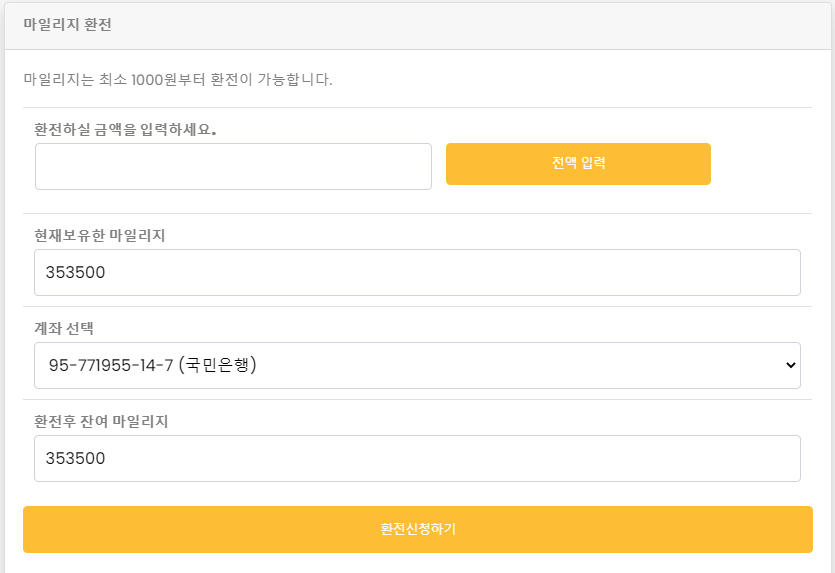 마일리지 환전
마일리지는 최소 1000원부터 환전이 가능합니다.
환전하실 금액을 입력하세요.
전액 입력
현재보유한 마일리지
353500
계좌 선택
95-771955-14-7 (국민은행)
환전후 잔여 마일리지
353500
환전신청하기